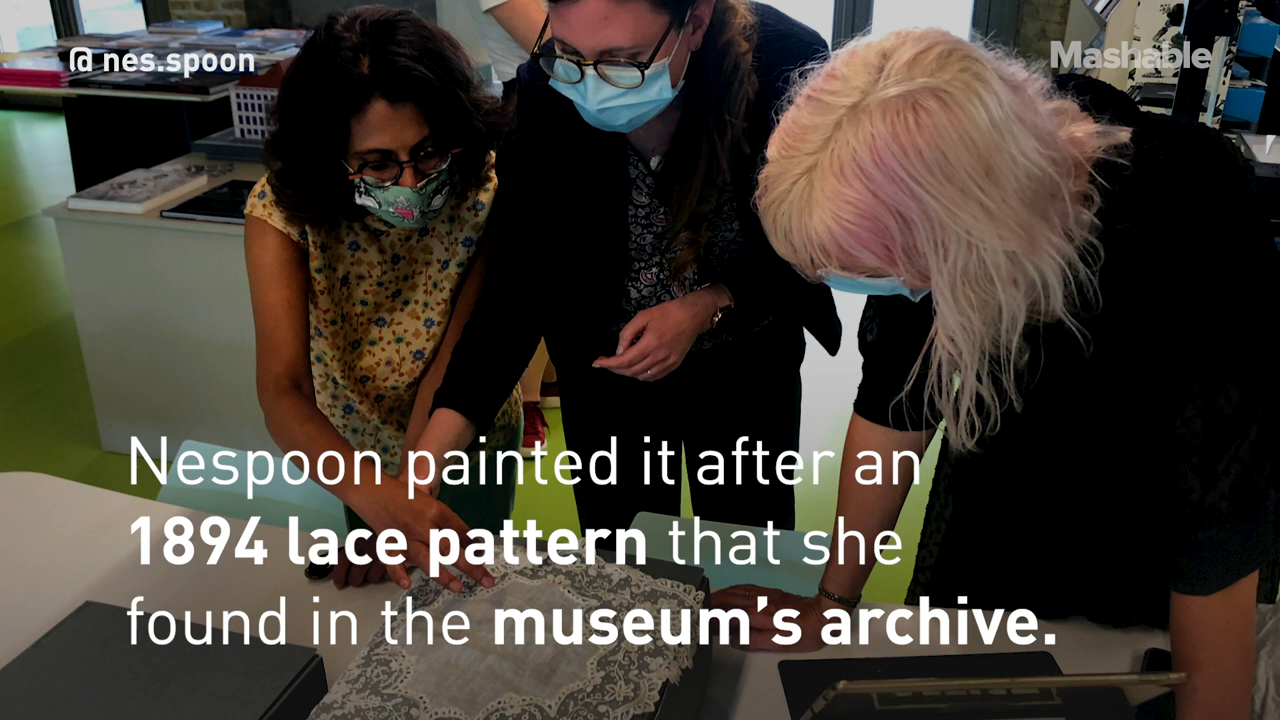 @ nes.spoon
Mashable
Nespoon painted it after an
1894 lace pattern that she
found in the museum’s archive.